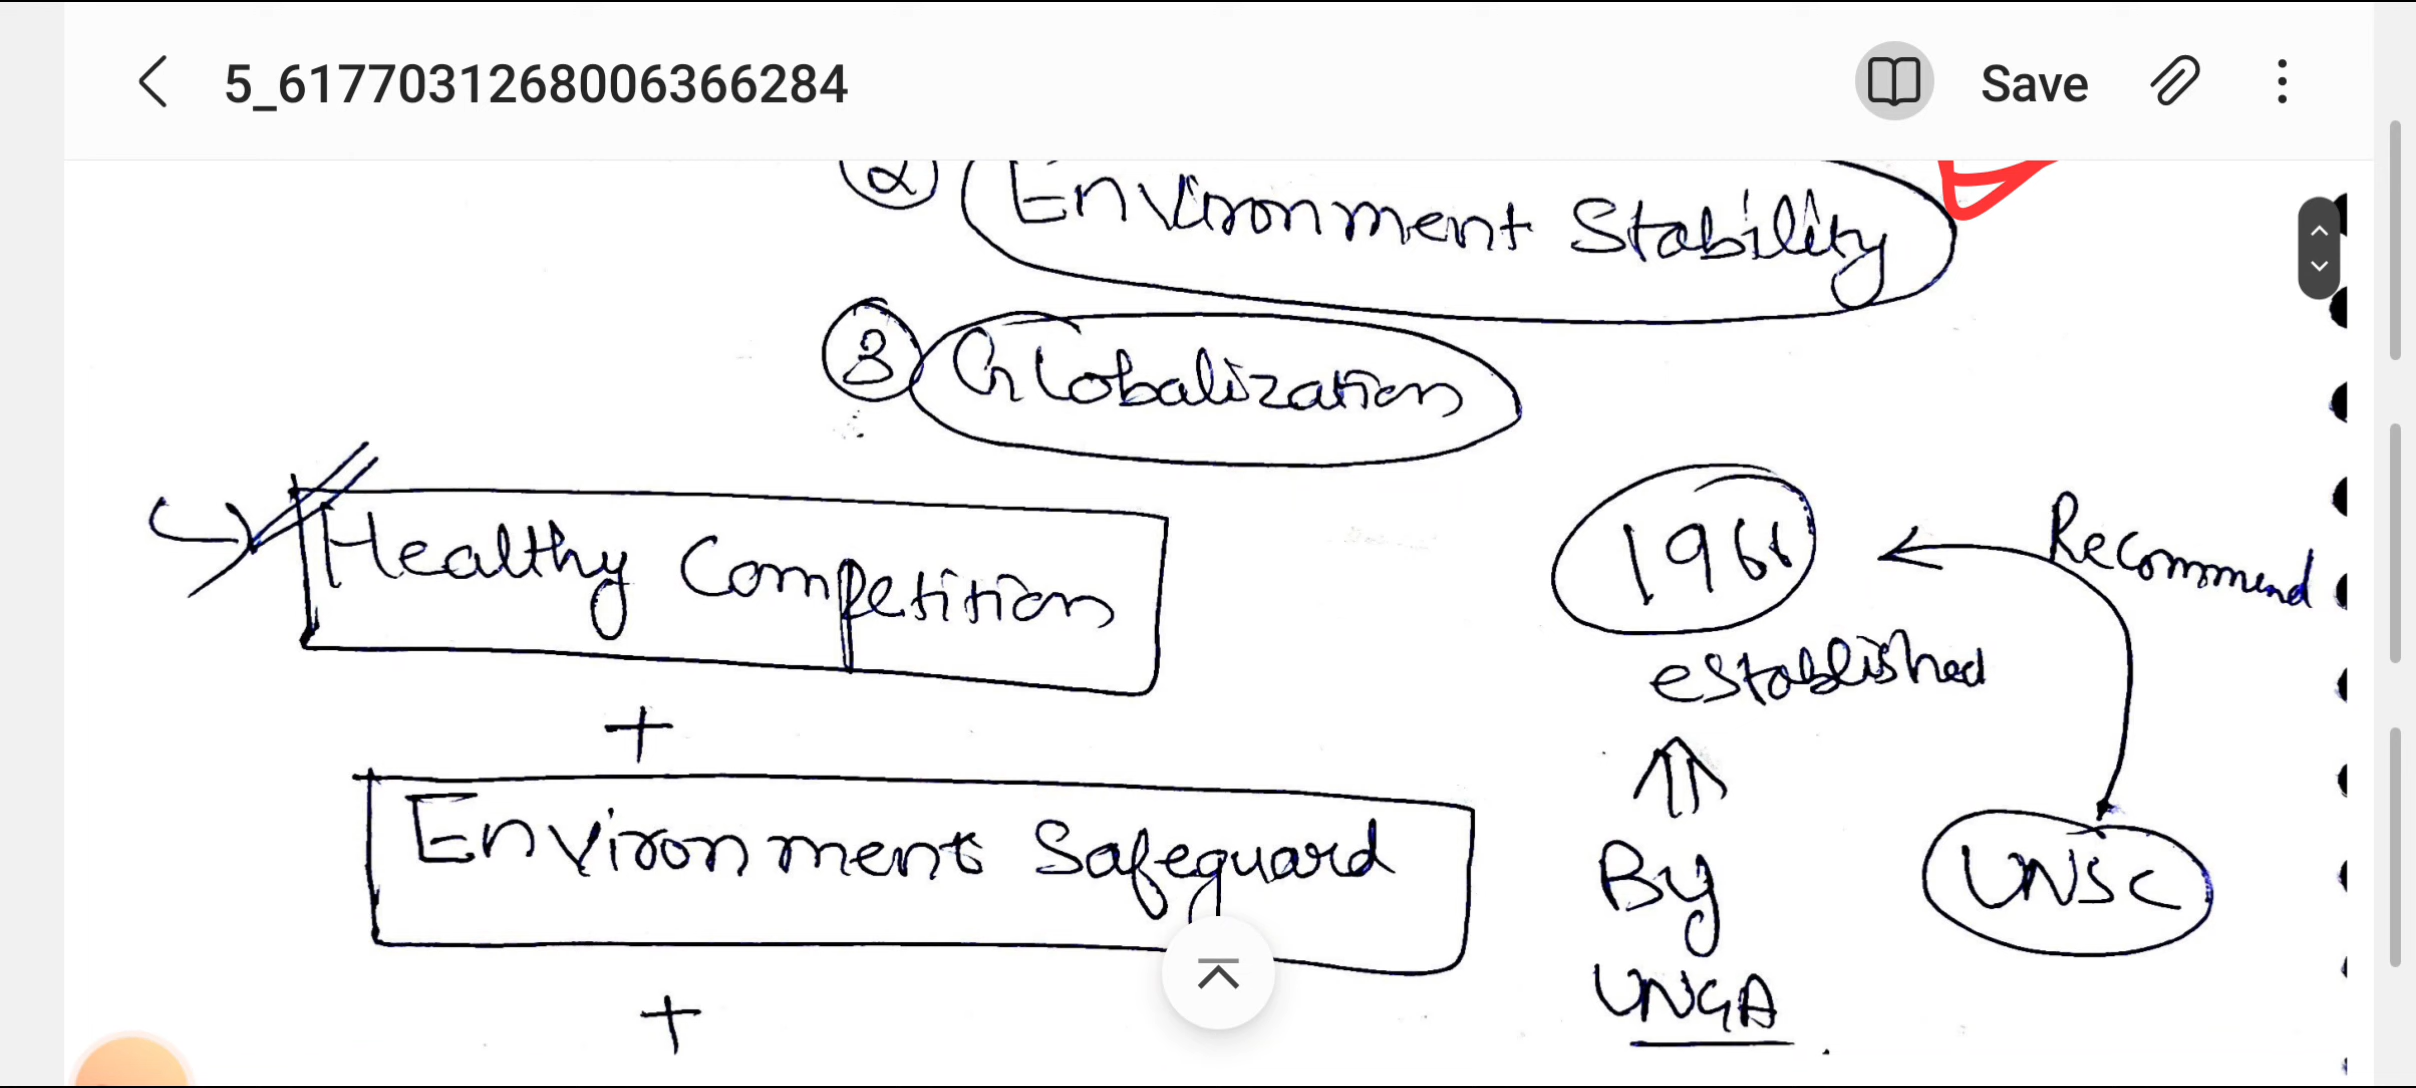 5_6177031268006366284
Save
② Environment Stability
③ Globalization
Healthy Competition
1961
Recommend
established
+
Environment Safeguard
By
UNSC
UNGA
+